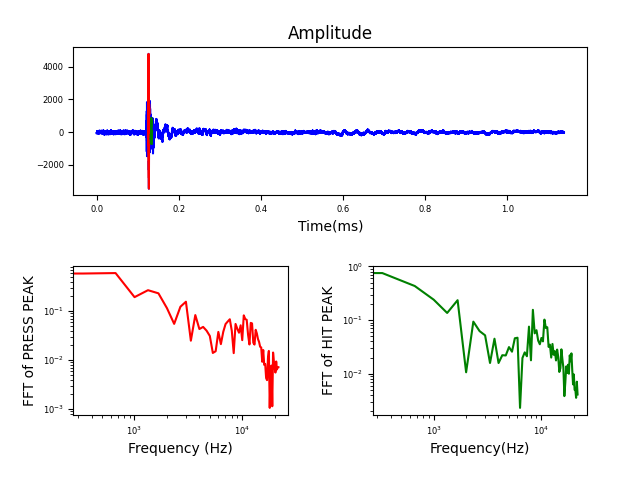 Amplitude
4000
2000
0
−2000
0.0 0.2 0.4 0.6 0.8 1.0
Time(ms)
FFT of PRESS PEAK
10⁻¹
10⁻²
10⁻³
10³ 10⁴
Frequency (Hz)
FFT of HIT PEAK
10⁰
10⁻¹
10⁻²
10³ 10⁴
Frequency(Hz)